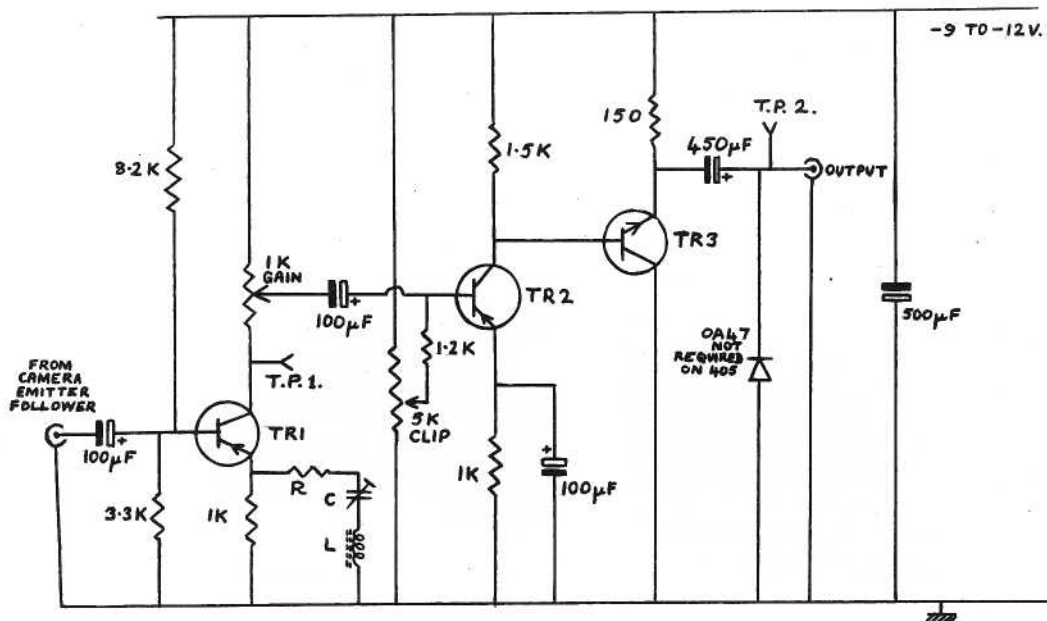 -9 TO -12V.
8.2K
1K
GAIN
100µF
+
1.5K
150
450µF
+
T.P. 2.
OUTPUT
TR3
TR2
1.2K
5K
CLIP
T.P. 1.
FROM
CAMERA
EMITTER
FOLLOWER
100µF
+
TR1
3.3K
1K
R
C
L
1K
+
100µF
OA47
NOT
REQUIRED
ON 405
500µF